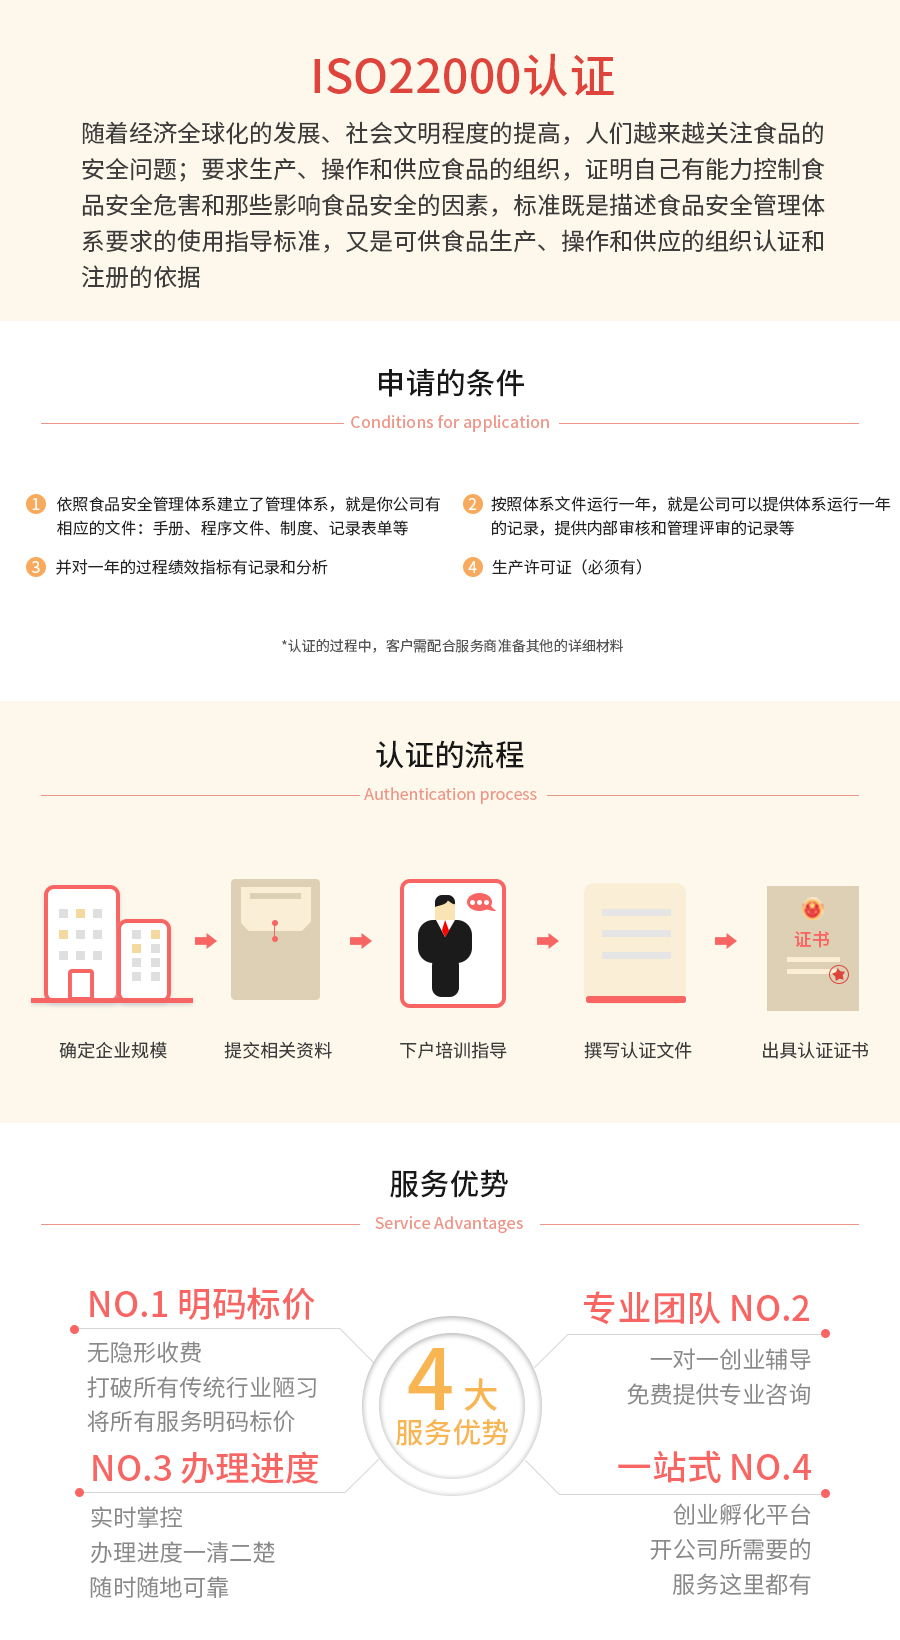 ISO22000认证
随着经济全球化的发展、社会文明程度的提高，人们越来越关注食品的
安全问题；要求生产、操作和供应食品的组织，证明自己有能力控制食
品安全危害和那些影响食品安全的因素，标准既是描述食品安全管理体
系要求的使用指导标准，又是可供食品生产、操作和供应的组织认证和
注册的依据
申请的条件
Conditions for application
1 依照食品安全管理体系建立了管理体系，就是你公司有
相应的文件：手册、程序文件、制度、记录表单等
2 按照体系文件运行一年，就是公司可以提供体系运行一年
的记录，提供内部审核和管理评审的记录等
3 并对一年的过程绩效指标有记录和分析
4 生产许可证（必须有）
*认证的过程中，客户需配合服务商准备其他的详细材料
认证的流程
Authentication process
证书
确定企业规模
提交相关资料
下户培训指导
撰写认证文件
出具认证证书
服务优势
Service Advantages
NO.1 明码标价
无隐形收费
打破所有传统行业陋习
将所有服务明码标价
专业团队 NO.2
一对一创业辅导
免费提供专业咨询
4 大
服务优势
NO.3 办理进度
实时掌控
办理进度一清二楚
随时随地可靠
一站式 NO.4
创业孵化平台
开公司所需要的
服务这里都有